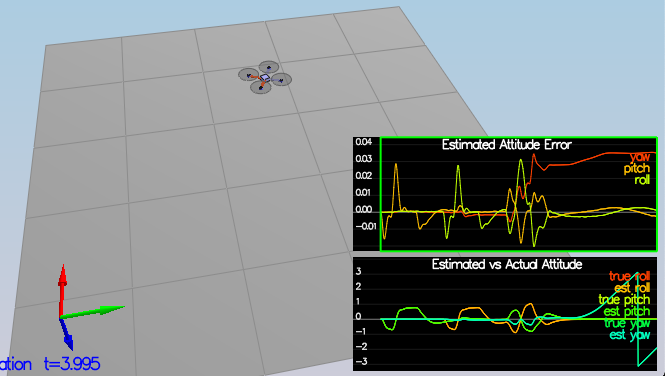 Estimated Attitude Error
0.04
0.03
0.02
0.01
0.00
-0.01
yaw
pitch
roll
Estimated vs Actual Attitude
3
2
1
0
-1
-2
-3
true roll
est roll
true pitch
est pitch
true yaw
est yaw
ation t=3.995